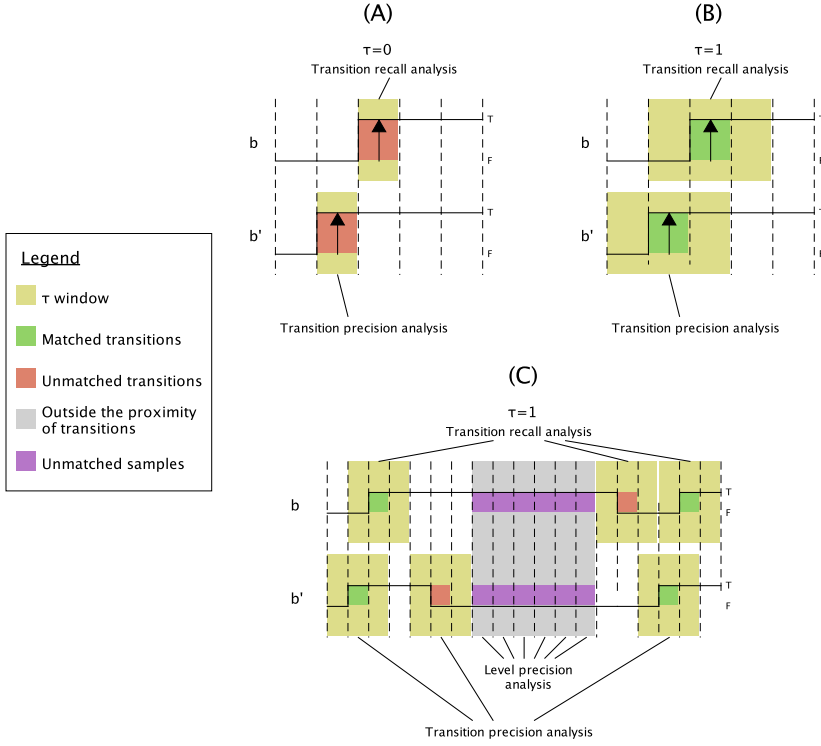 (A)
τ=0
Transition recall analysis
T
b
F
T
b'
F
Transition precision analysis
(B)
τ=1
Transition recall analysis
b
b'
Transition precision analysis
Legend
τ window
Matched transitions
Unmatched transitions
Outside the proximity
of transitions
Unmatched samples
(C)
τ=1
Transition recall analysis
T
b
F
T
b'
F
Level precision
analysis
Transition precision analysis